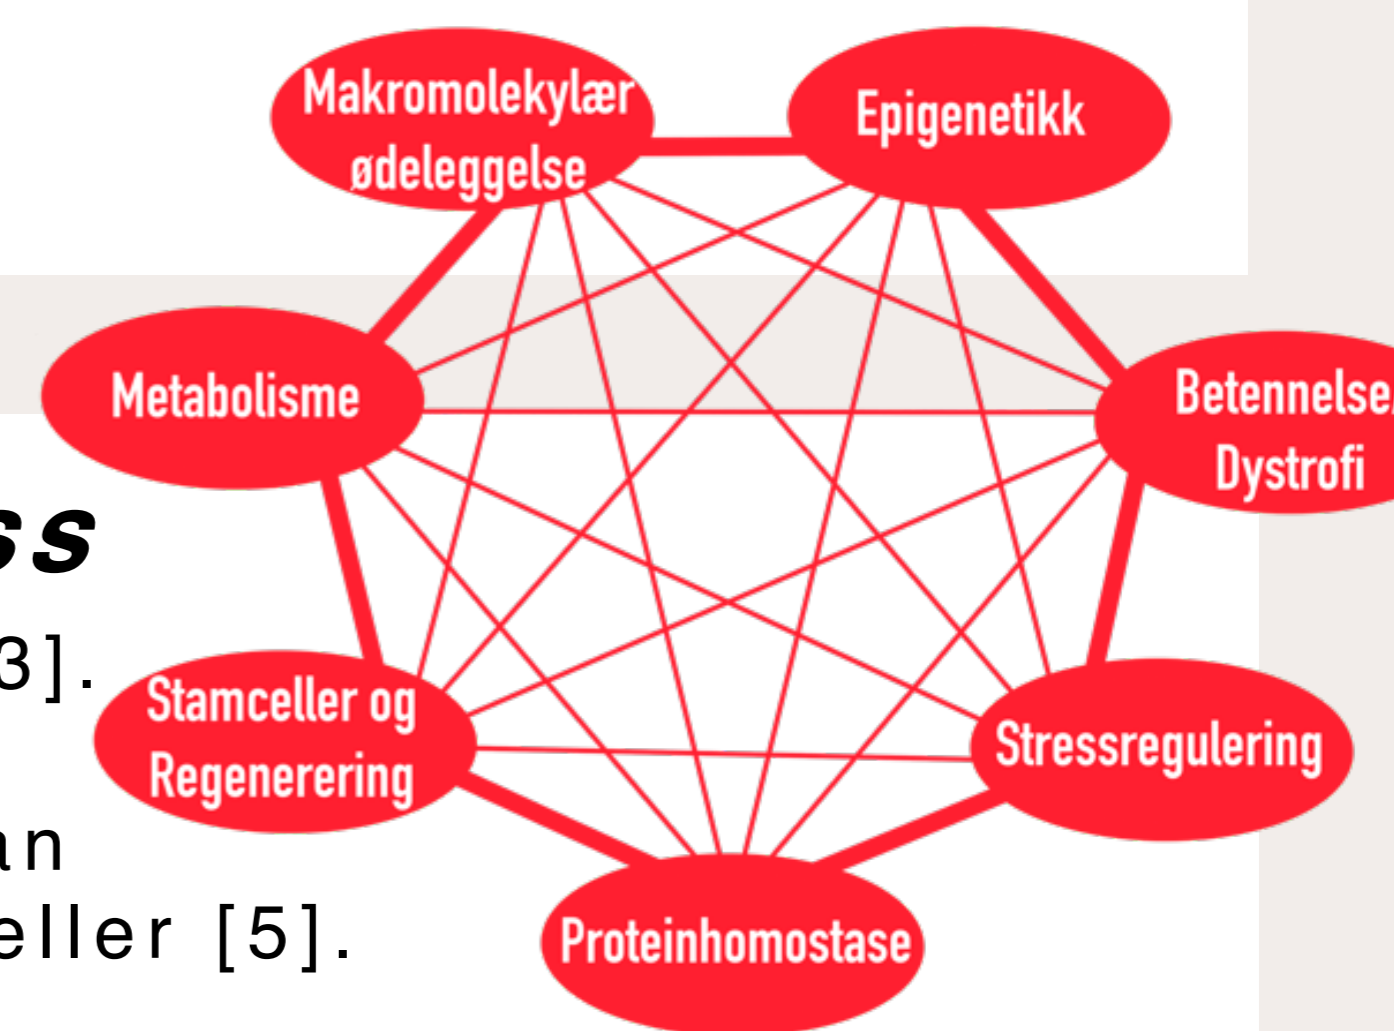 Makromolekylær
ødeleggelse
Epigenetikk
Metabolisme
Betennelse
Dystrofi
ss
3].
Stamceller og
Regenerering
Stressregulering
an
eller [5].
Proteinhomostase